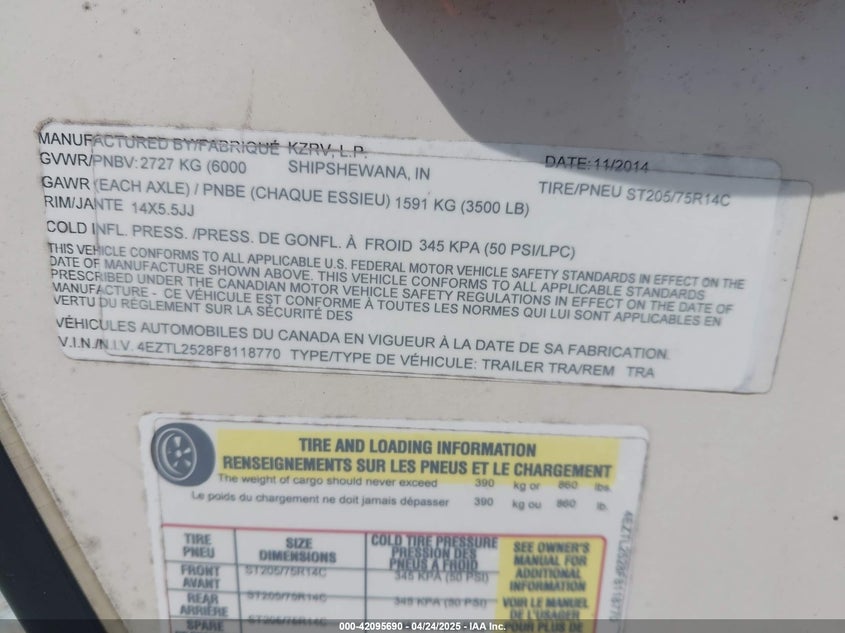 MANUFACTURED BY/FABRIQUÉ KZRV, L.P.
GVWR/PNBV: 2727 KG (6000 SHIPSHEWANA, IN DATE: 11/2014
GAWR (EACH AXLE) / PNBE (CHAQUE ESSIEU) 1591 KG (3500 LB) TIRE/PNEU ST205/75R14C
RIM/JANTE 14X5.5JJ
COLD INFL. PRESS. /PRESS. DE GONFL. À FROID 345 KPA (50 PSI/LPC)
THIS VEHICLE CONFORMS TO ALL APPLICABLE U.S. FEDERAL MOTOR VEHICLE SAFETY STANDARDS IN EFFECT ON THE
DATE OF MANUFACTURE SHOWN ABOVE. THIS VEHICLE CONFORMS TO ALL APPLICABLE STANDARDS
PRESCRIBED UNDER THE CANADIAN MOTOR VEHICLE SAFETY REGULATIONS IN EFFECT ON THE DATE OF
MANUFACTURE - CE VÉHICULE EST CONFORME À TOUTES LES NORMES QUI LUI SONT APPLICABLES EN
VERTU DU RÈGLEMENT SUR LA SÉCURITÉ DES
VÉHICULES AUTOMOBILES DU CANADA EN VIGUEUR À LA DATE DE SA FABRICATION.
V.I.N./N.I.V. 4EZTL2528F8118770 TYPE/TYPE DE VÉHICULE: TRAILER TRA/REM TRA
TIRE AND LOADING INFORMATION
RENSEIGNEMENTS SUR LES PNEUS ET LE CHARGEMENT
The weight of cargo should never exceed 390 kg or 860 lbs.
Le poids du chargement ne doit jamais dépasser 390 kg ou 860 lb.
TIRE PNEU
SIZE DIMENSIONS
COLD TIRE PRESSURE
PRESSION DES PNEUS A FROID
SEE OWNER'S
MANUAL FOR
ADDITIONAL
INFORMATION
FRONT AVANT ST205/75R14C 345 KPA (50 PSI)
REAR ARRIÈRE ST205/75R14C 345 KPA (50 PSI)
SPARE ST205/75R14C 345 KPA (50 PSI)
VOIR LE MANUEL
DE L'USAGER
POUR PLUS DE
4EZTL2528F8118770
000-42095690 - 04/24/2025 - IAA Inc.